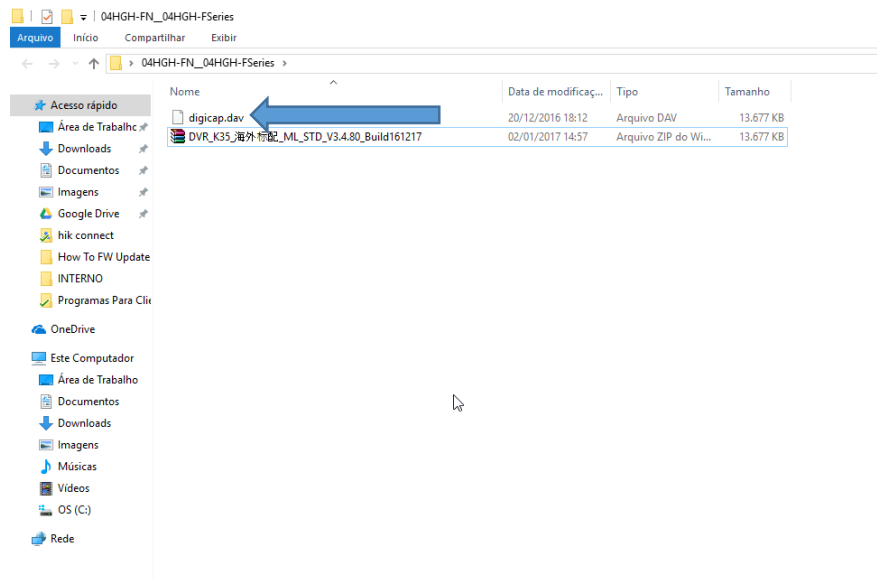 04HGH-FN__04HGH-FSeries
Arquivo Início Compartilhar Exibir
04HGH-FN__04HGH-FSeries
Nome Data de modificaç... Tipo Tamanho
digicap.dav 20/12/2016 18:12 Arquivo DAV 13.677 KB
DVR_K35_海外标配_ML_STD_V3.4.80_Build161217 02/01/2017 14:57 Arquivo ZIP do Wi... 13.677 KB
Acesso rápido
Área de Trabalhc
Downloads
Documentos
Imagens
Google Drive
hik connect
How To FW Update
INTERNO
Programas Para Clie
OneDrive
Este Computador
Área de Trabalho
Documentos
Downloads
Imagens
Músicas
Vídeos
OS (C:)
Rede